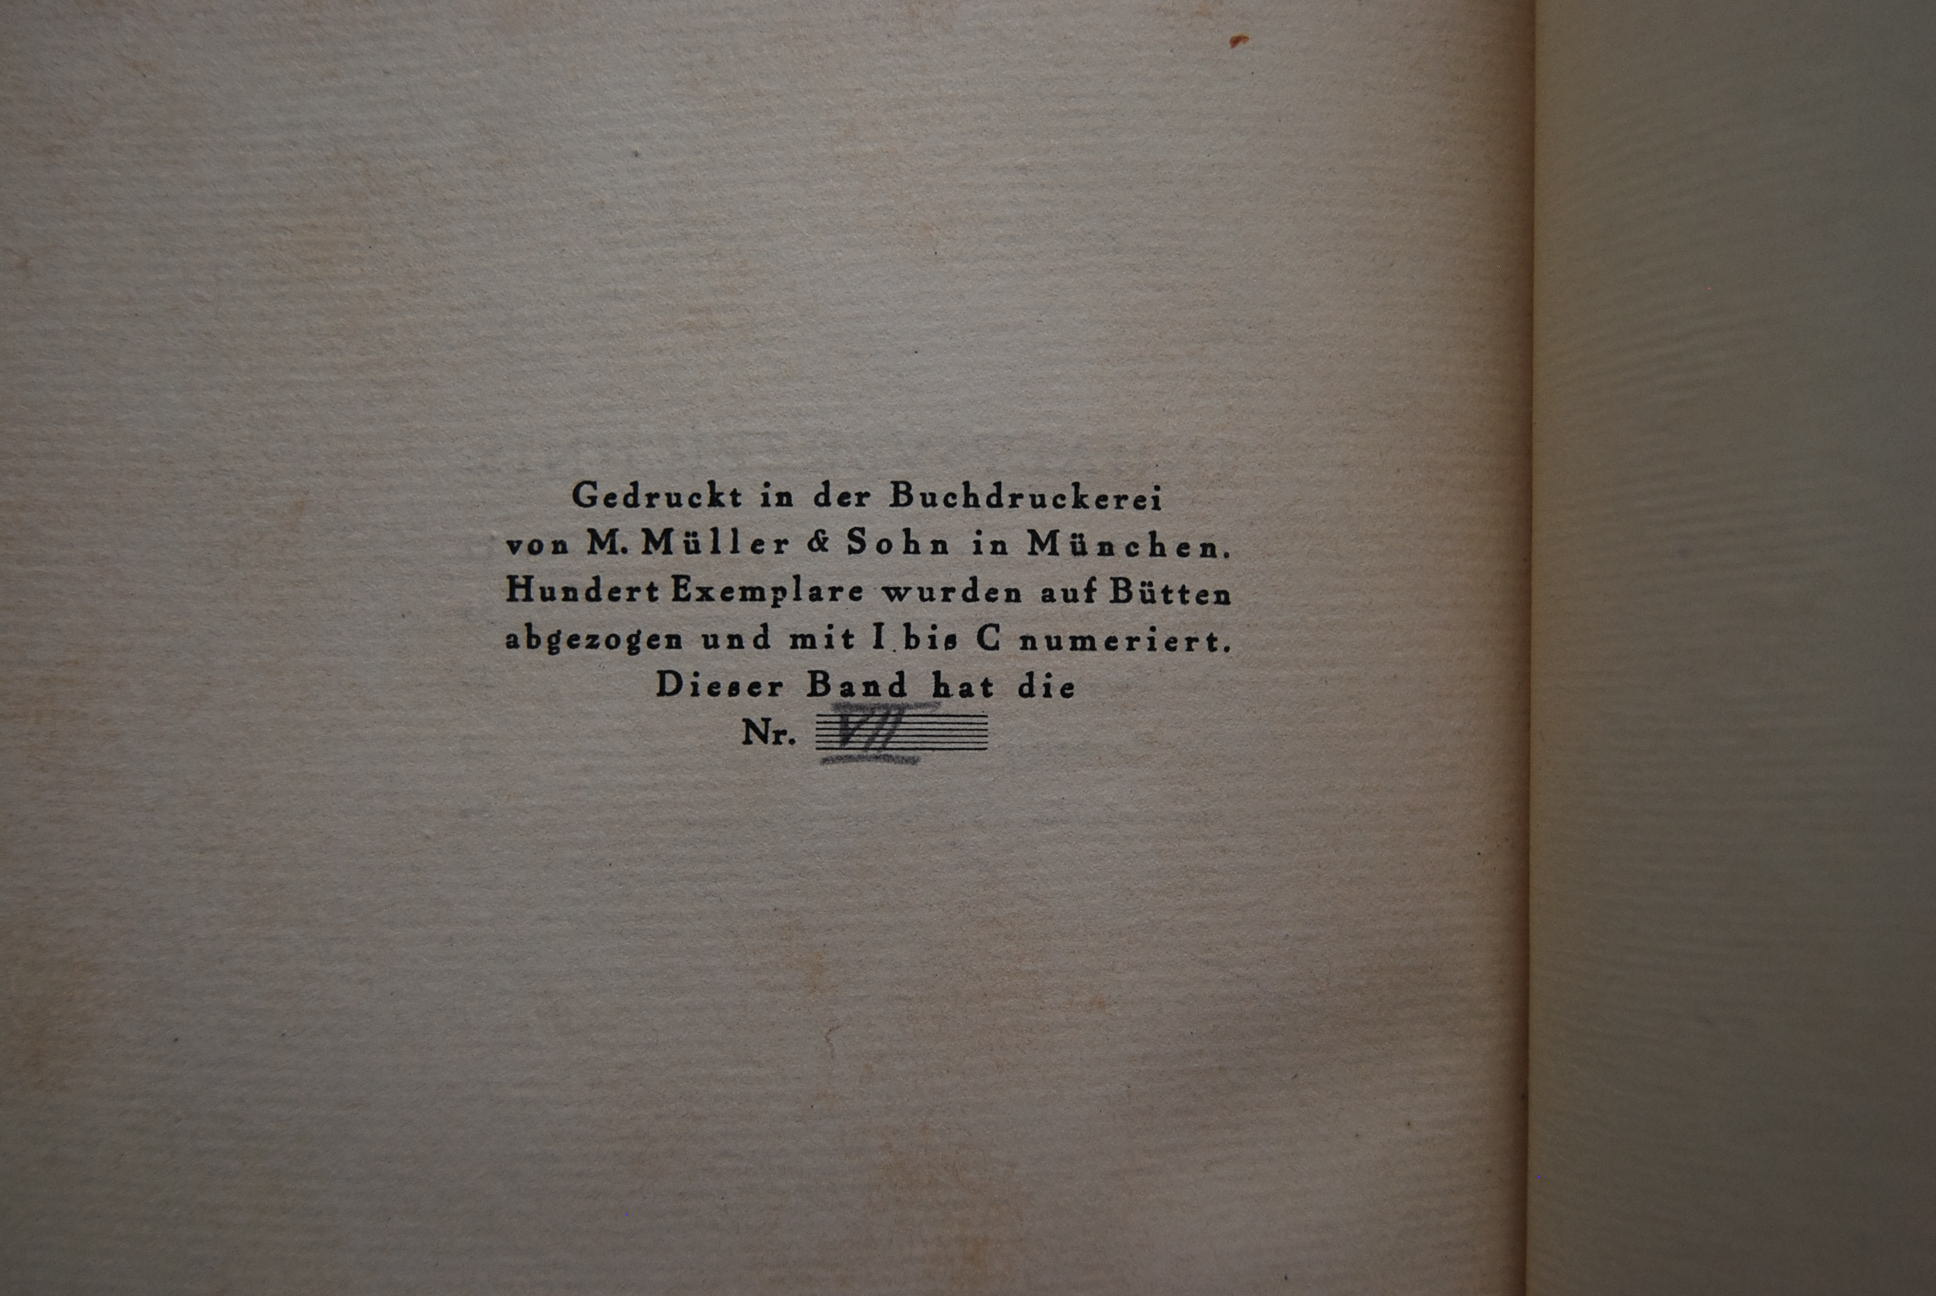 Gedruckt in der Buchdruckerei
von M. Müller & Sohn in München.
Hundert Exemplare wurden auf Bütten
abgezogen und mit I bis C numeriert.
Dieser Band hat die
Nr. VII